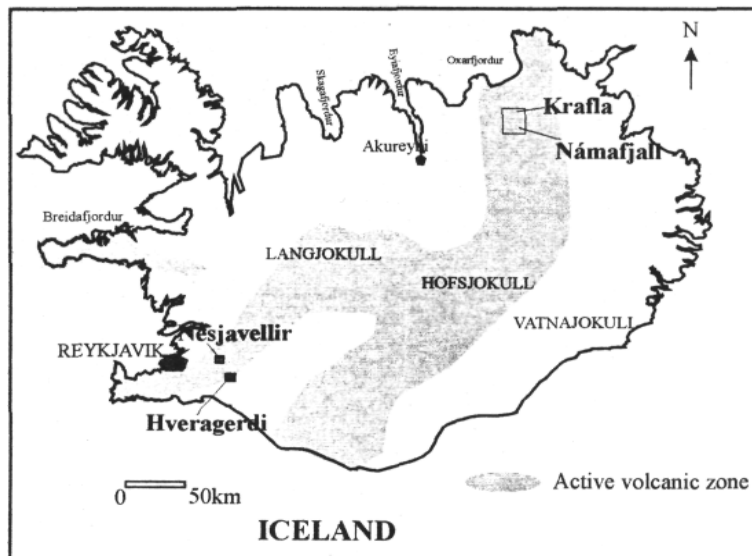 N
Oxarfjordur
Eyjafjordur
Skagafjordur
Krafla
Akureyri
Námafjall
Breidafjordur
LANGJOKULL
HOFSJOKULL
VATNAJOKULL
Nesjavellir
REYKJAVIK
Hveragerdi
0 50km
Active volcanic zone
ICELAND